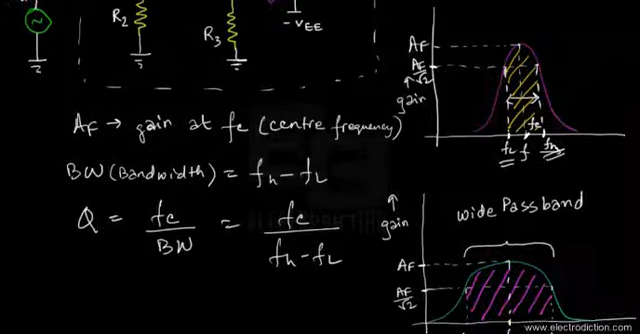 R2
R3
-VEE
AF → gain at fc (centre frequency)
BW (Bandwidth) = fh - fL
Q = fc / BW = fc / fh - fL
AF
AF/√2
gain
fc
fL f fh
gain
wide Passband
AF
AF/√2
www.electrodiction.com